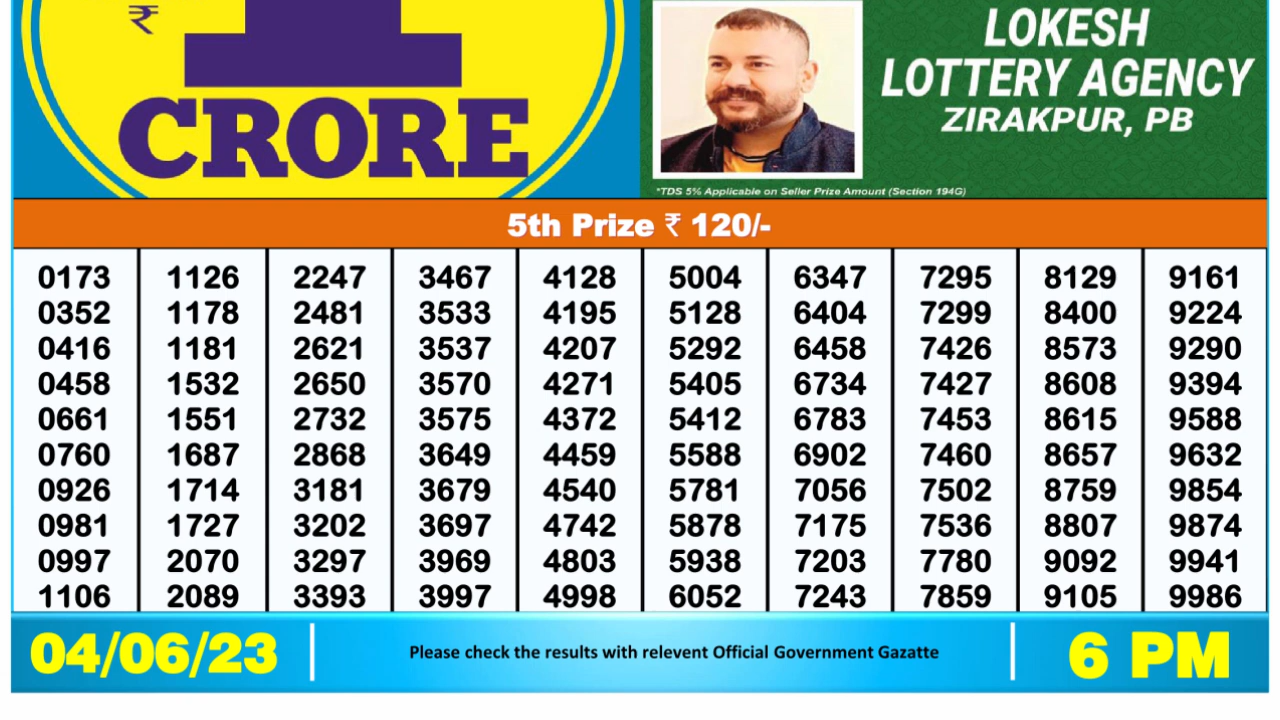 ₹
1
CRORE
LOKESH
LOTTERY AGENCY
ZIRAKPUR, PB
*TDS 5% Applicable on Seller Prize Amount (Section 194G)
5th Prize ₹ 120/-
0173 1126 2247 3467 4128 5004 6347 7295 8129 9161
0352 1178 2481 3533 4195 5128 6404 7299 8400 9224
0416 1181 2621 3537 4207 5292 6458 7426 8573 9290
0458 1532 2650 3570 4271 5405 6734 7427 8608 9394
0661 1551 2732 3575 4372 5412 6783 7453 8615 9588
0760 1687 2868 3649 4459 5588 6902 7460 8657 9632
0926 1714 3181 3679 4540 5781 7056 7502 8759 9854
0981 1727 3202 3697 4742 5878 7175 7536 8807 9874
0997 2070 3297 3969 4803 5938 7203 7780 9092 9941
1106 2089 3393 3997 4998 6052 7243 7859 9105 9986
04/06/23 Please check the results with relevent Official Government Gazatte 6 PM